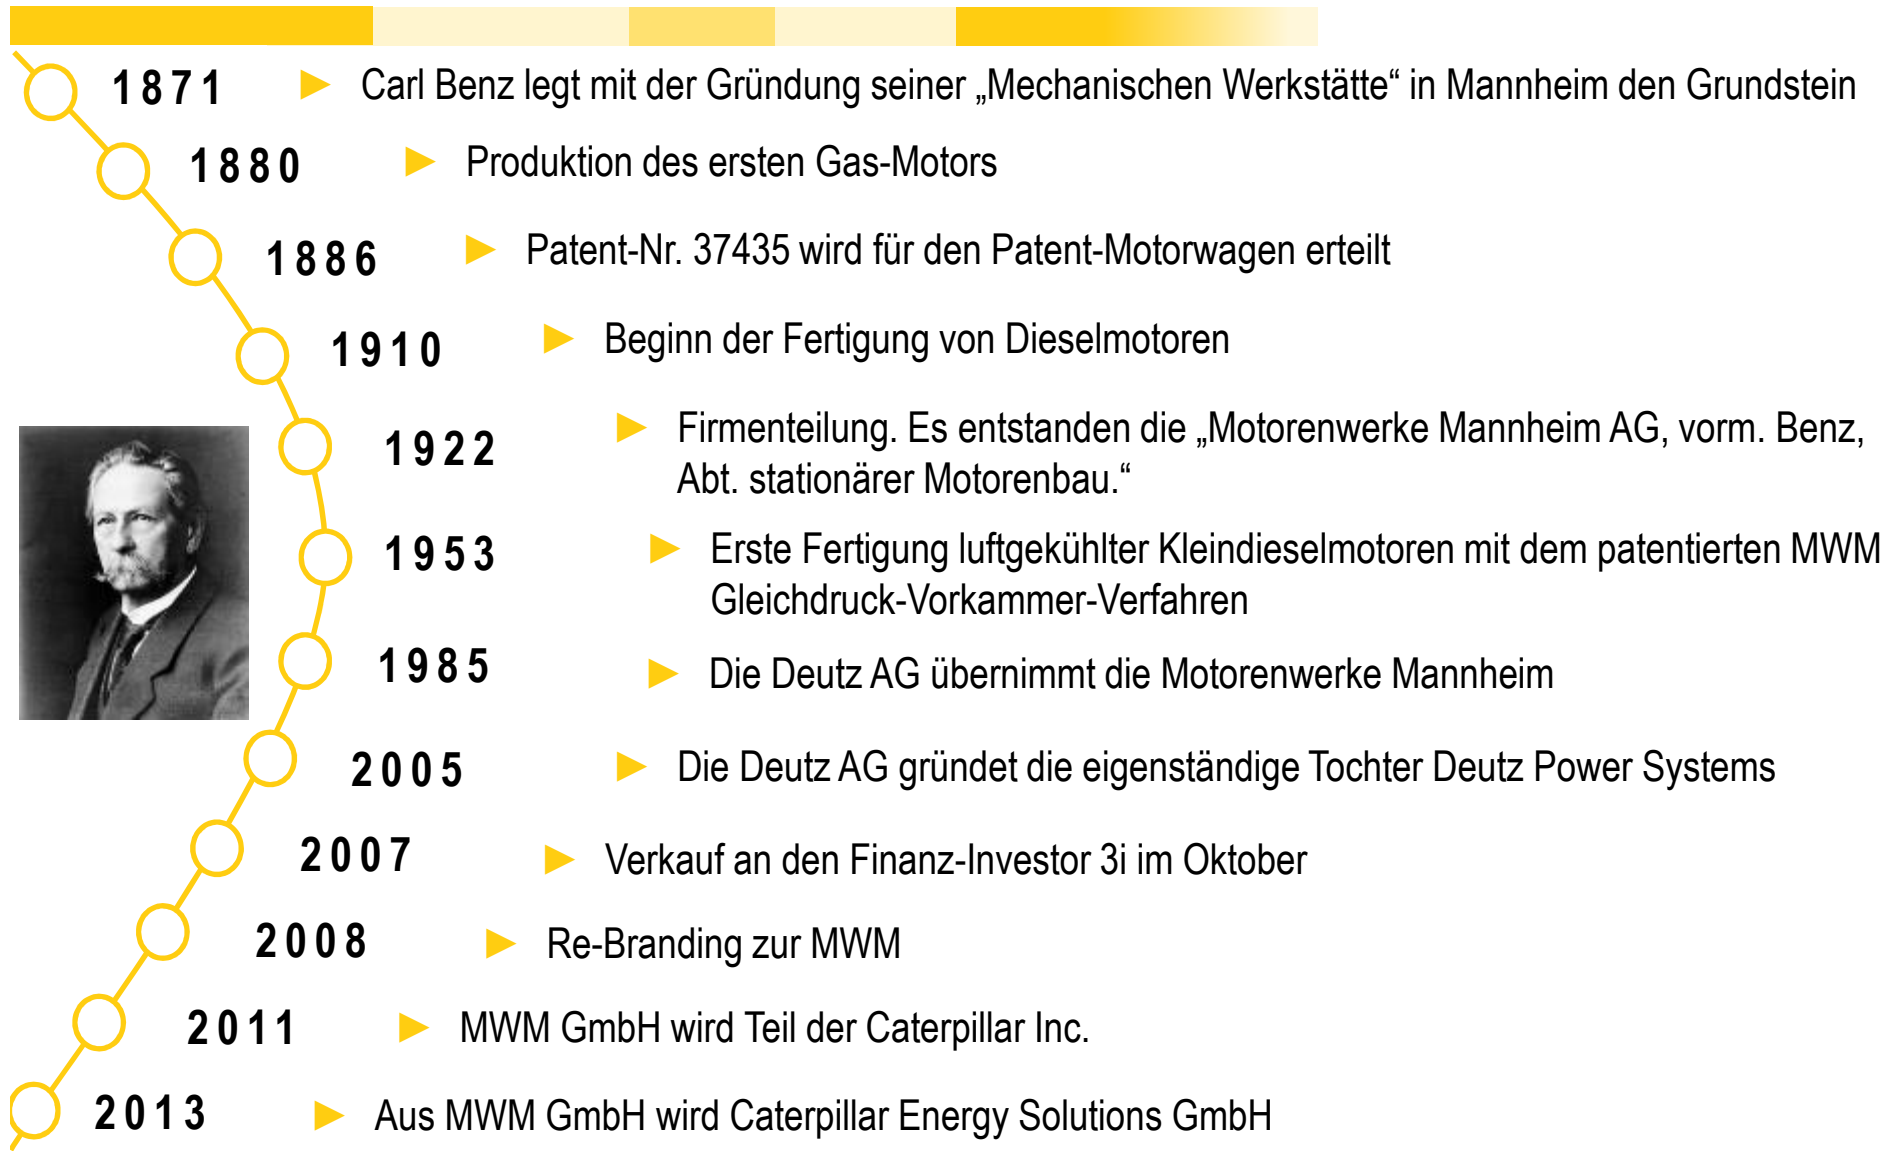 1871 ► Carl Benz legt mit der Gründung seiner „Mechanischen Werkstätte“ in Mannheim den Grundstein
1880 ► Produktion des ersten Gas-Motors
1886 ► Patent-Nr. 37435 wird für den Patent-Motorwagen erteilt
1910 ► Beginn der Fertigung von Dieselmotoren
1922 ► Firmenteilung. Es entstanden die „Motorenwerke Mannheim AG, vorm. Benz,
Abt. stationärer Motorenbau.“
1953 ► Erste Fertigung luftgekühlter Kleindieselmotoren mit dem patentierten MWM
Gleichdruck-Vorkammer-Verfahren
1985 ► Die Deutz AG übernimmt die Motorenwerke Mannheim
2005 ► Die Deutz AG gründet die eigenständige Tochter Deutz Power Systems
2007 ► Verkauf an den Finanz-Investor 3i im Oktober
2008 ► Re-Branding zur MWM
2011 ► MWM GmbH wird Teil der Caterpillar Inc.
2013 ► Aus MWM GmbH wird Caterpillar Energy Solutions GmbH